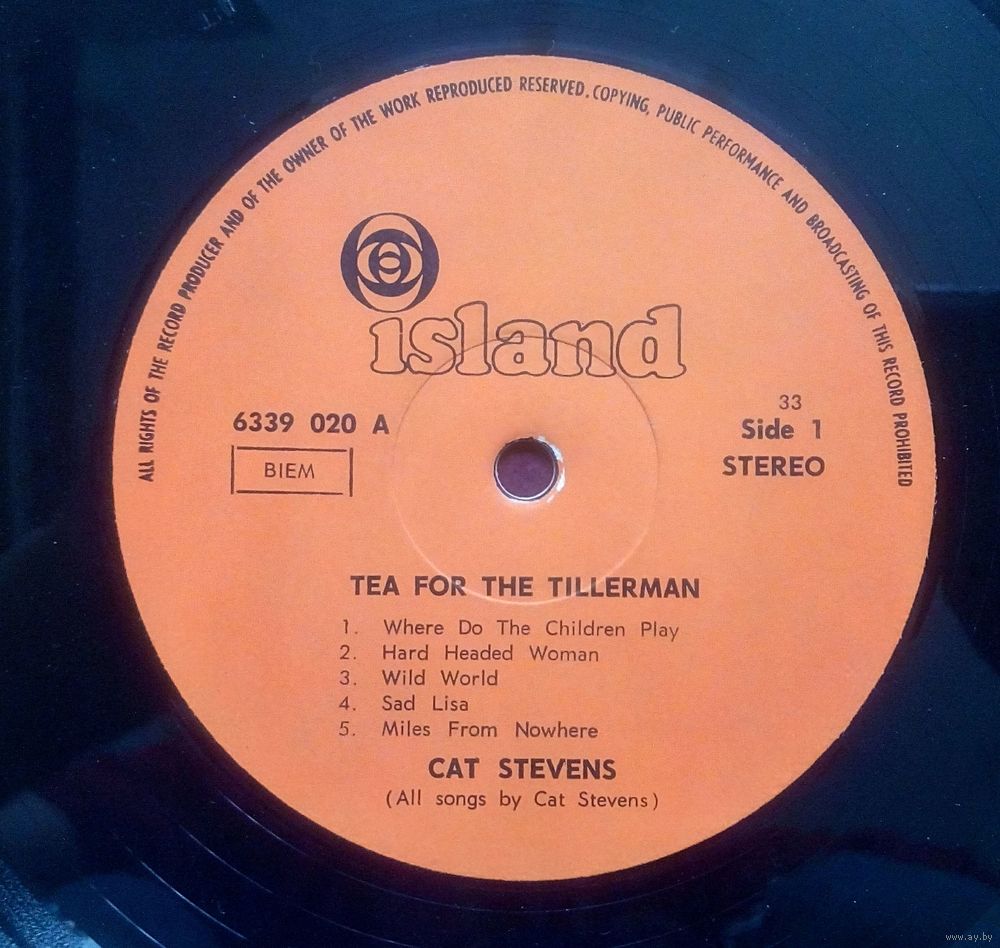 ALL RIGHTS OF THE RECORD PRODUCER AND OF THE OWNER OF THE WORK REPRODUCED RESERVED. COPYING, PUBLIC PERFORMANCE AND BROADCASTING OF THIS RECORD PROHIBITED
island
6339 020 A
BIEM
33
Side 1
STEREO
TEA FOR THE TILLERMAN
1. Where Do The Children Play
2. Hard Headed Woman
3. Wild World
4. Sad Lisa
5. Miles From Nowhere
CAT STEVENS
(All songs by Cat Stevens)
www.ay.by